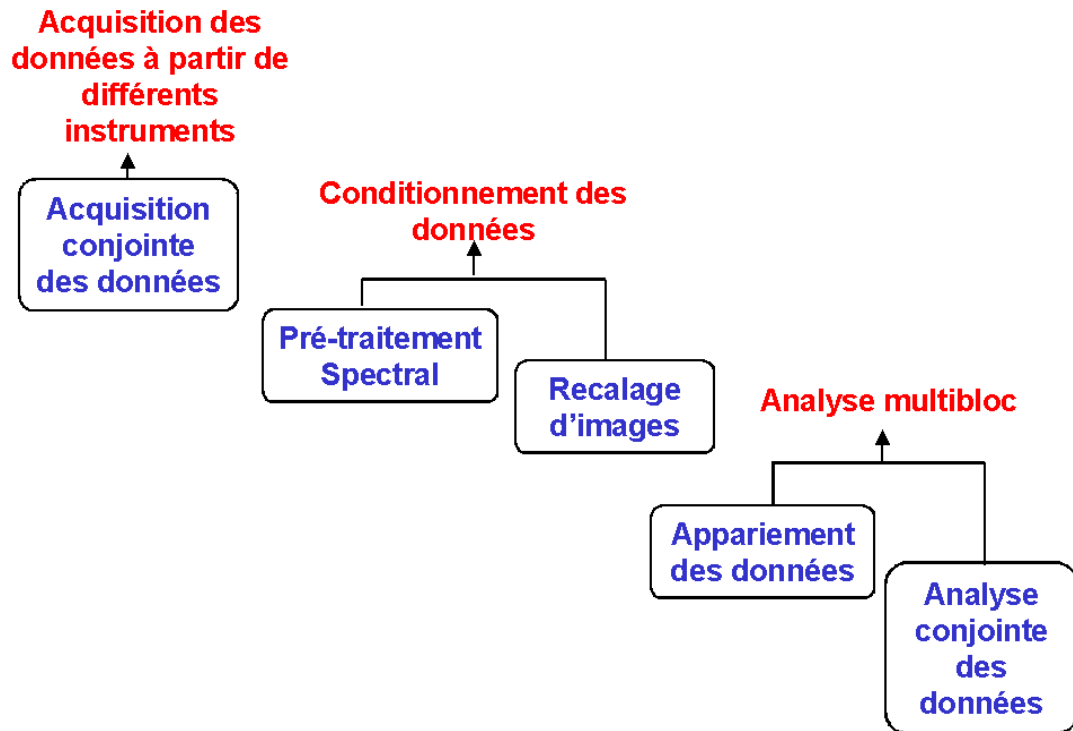 Acquisition des
données à partir de
différents
instruments
Acquisition
conjointe
des données
Conditionnement des
données
Pré-traitement
Spectral
Recalage
d'images
Analyse multibloc
Appariement
des données
Analyse
conjointe
des
données